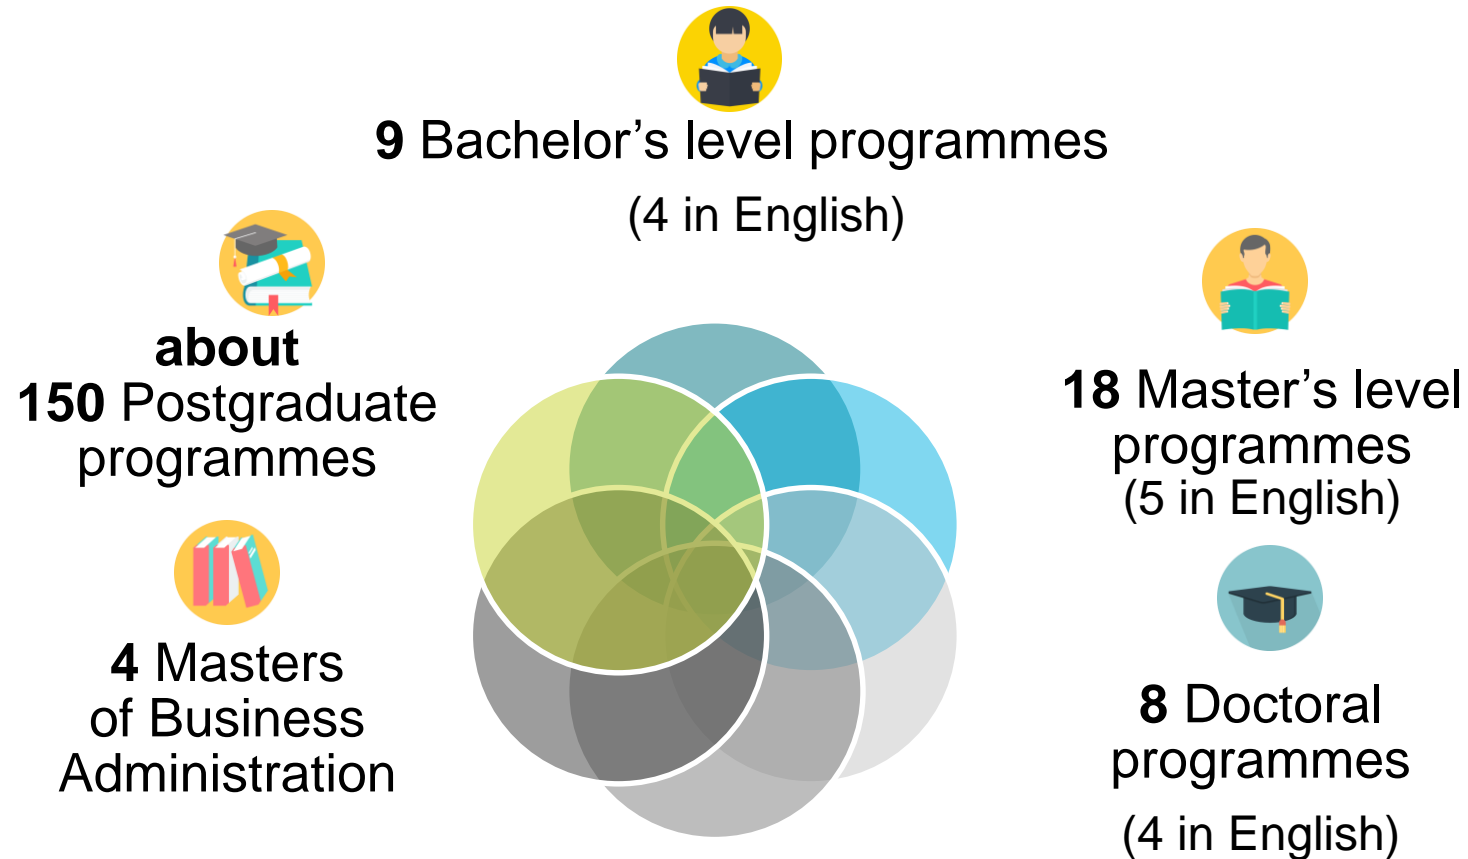 9 Bachelor’s level programmes
(4 in English)
about
150 Postgraduate
programmes
4 Masters
of Business
Administration
18 Master’s level
programmes
(5 in English)
8 Doctoral
programmes
(4 in English)